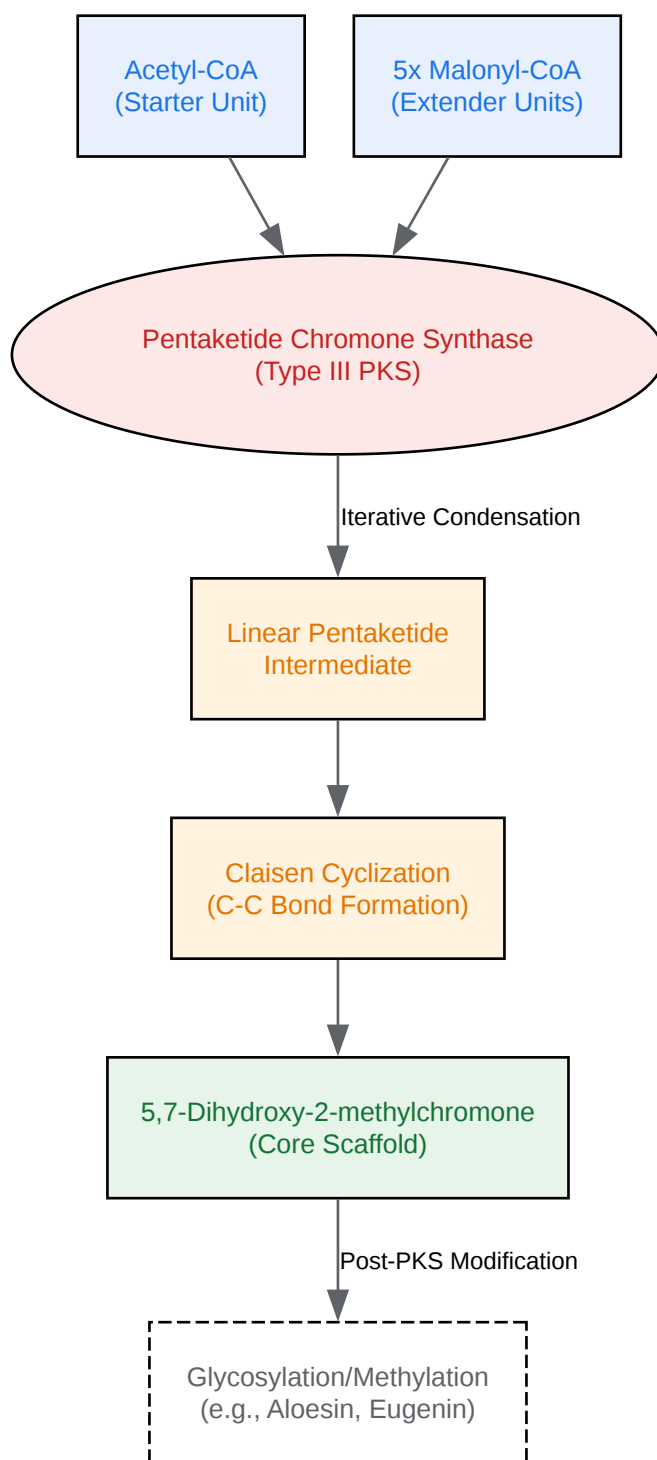 Acetyl-CoA
(Starter Unit)
5x Malonyl-CoA
(Extender Units)
Pentaketide Chromone Synthase
(Type III PKS)
Iterative Condensation
Linear Pentaketide
Intermediate
Claisen Cyclization
(C-C Bond Formation)
5,7-Dihydroxy-2-methylchromone
(Core Scaffold)
Post-PKS Modification
Glycosylation/Methylation
(e.g., Aloesin, Eugenin)